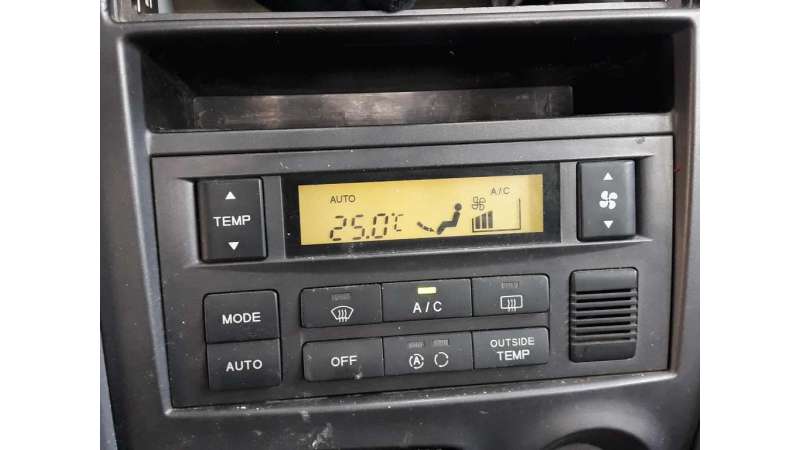 AUTO
A/C
25.0℃
TEMP
MODE
A/C
AUTO
OFF
A
OUTSIDE
TEMP